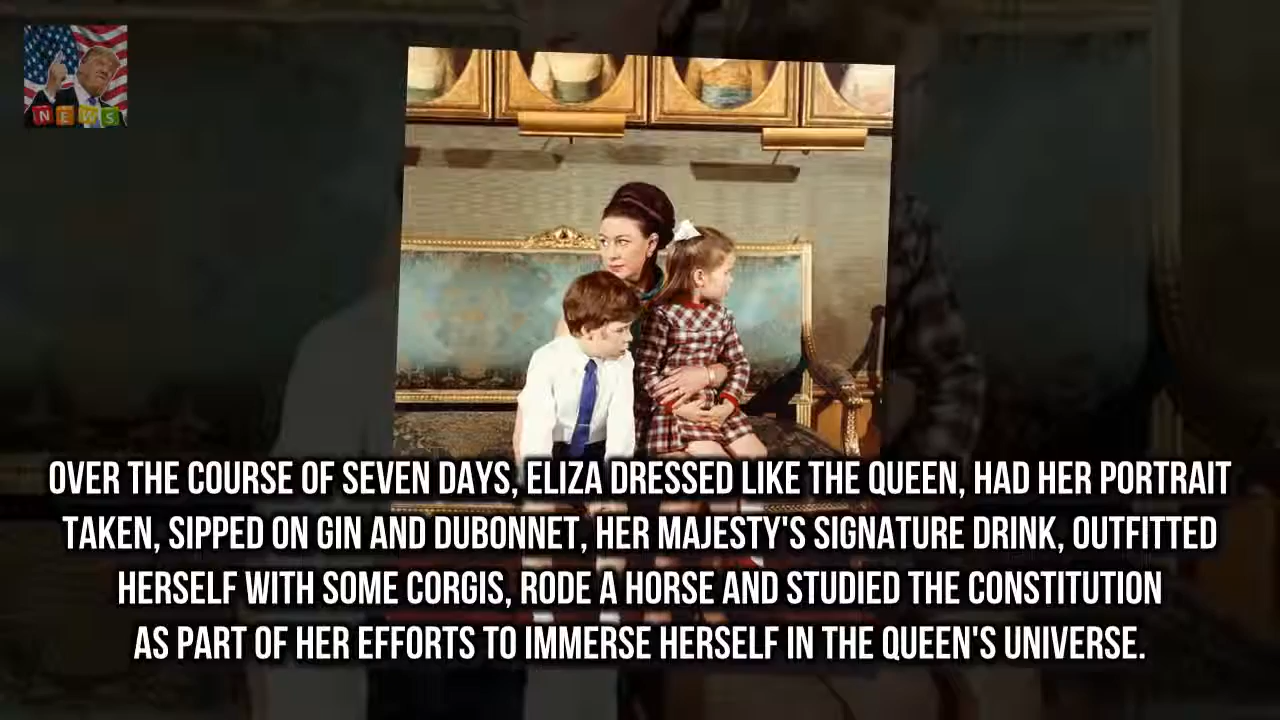 NEWS
OVER THE COURSE OF SEVEN DAYS, ELIZA DRESSED LIKE THE QUEEN, HAD HER PORTRAIT
TAKEN, SIPPED ON GIN AND DUBONNET, HER MAJESTY'S SIGNATURE DRINK, OUTFITTED
HERSELF WITH SOME CORGIS, RODE A HORSE AND STUDIED THE CONSTITUTION
AS PART OF HER EFFORTS TO IMMERSE HERSELF IN THE QUEEN'S UNIVERSE.